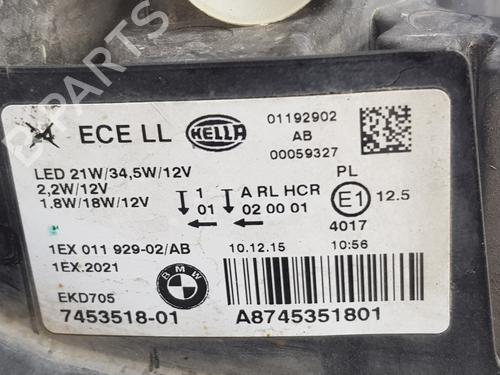 ECE LL HELLA 01192902
AB
00059327
LED 21W/34,5W/12V
2,2W/12V
1.8W/18W/12V
1 A RL HCR
01 02 00 01
PL
E1 12.5
4017
1EX 011 929-02/AB 10.12.15 10:56
1EX.2021
BMW
EKD705
7453518-01 A8745351801
B-PARTS